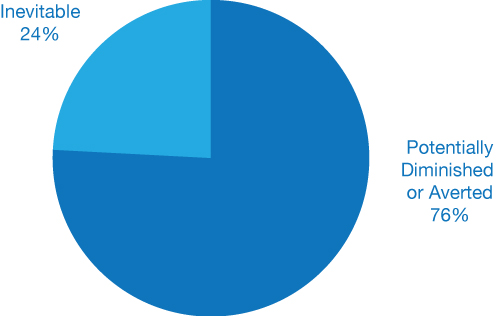 Inevitable
24%
Potentially
Diminished
or Averted
76%